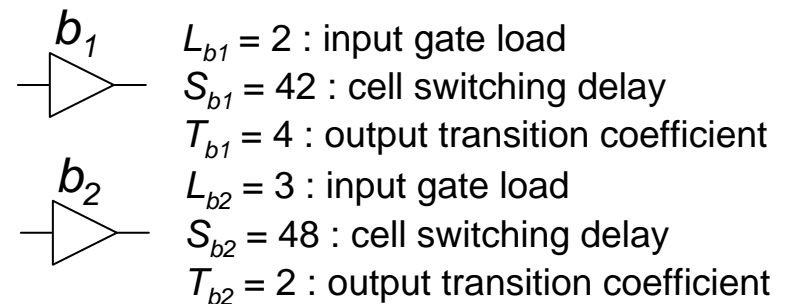 b1
L_b1 = 2 : input gate load
S_b1 = 42 : cell switching delay
T_b1 = 4 : output transition coefficient
b2
L_b2 = 3 : input gate load
S_b2 = 48 : cell switching delay
T_b2 = 2 : output transition coefficient